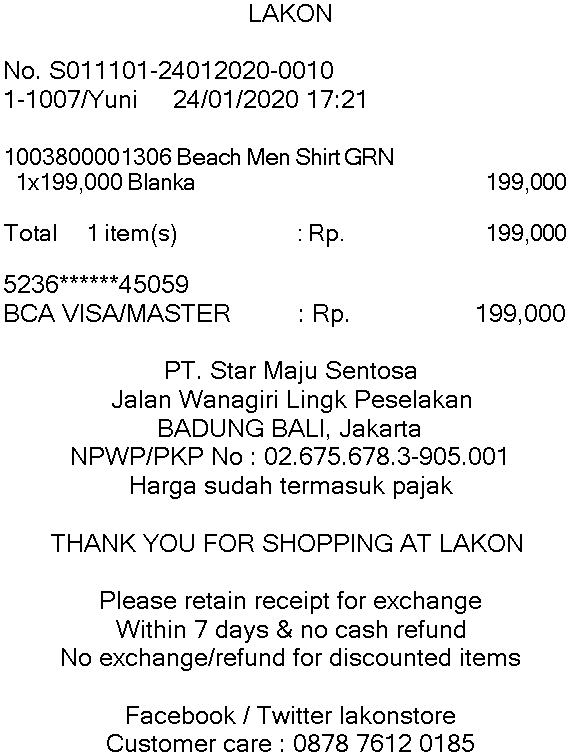 LAKON
No. S011101-24012020-0010
1-1007/Yuni 24/01/2020 17:21
1003800001306 Beach Men Shirt GRN
1x199,000 Blanka 199,000
Total 1 item(s) : Rp. 199,000
5236******45059
BCA VISA/MASTER : Rp. 199,000
PT. Star Maju Sentosa
Jalan Wanagiri Lingk Peselakan
BADUNG BALI, Jakarta
NPWP/PKP No : 02.675.678.3-905.001
Harga sudah termasuk pajak
THANK YOU FOR SHOPPING AT LAKON
Please retain receipt for exchange
Within 7 days & no cash refund
No exchange/refund for discounted items
Facebook / Twitter lakonstore
Customer care : 0878 7612 0185